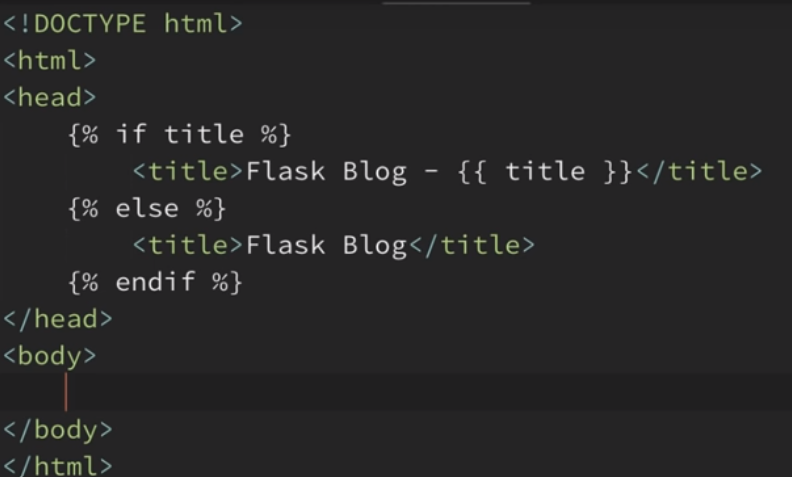 <!DOCTYPE html>
<html>
<head>
    {% if title %}
        <title>Flask Blog - {{ title }}</title>
    {% else %}
        <title>Flask Blog</title>
    {% endif %}
</head>
<body>
</body>
</html>